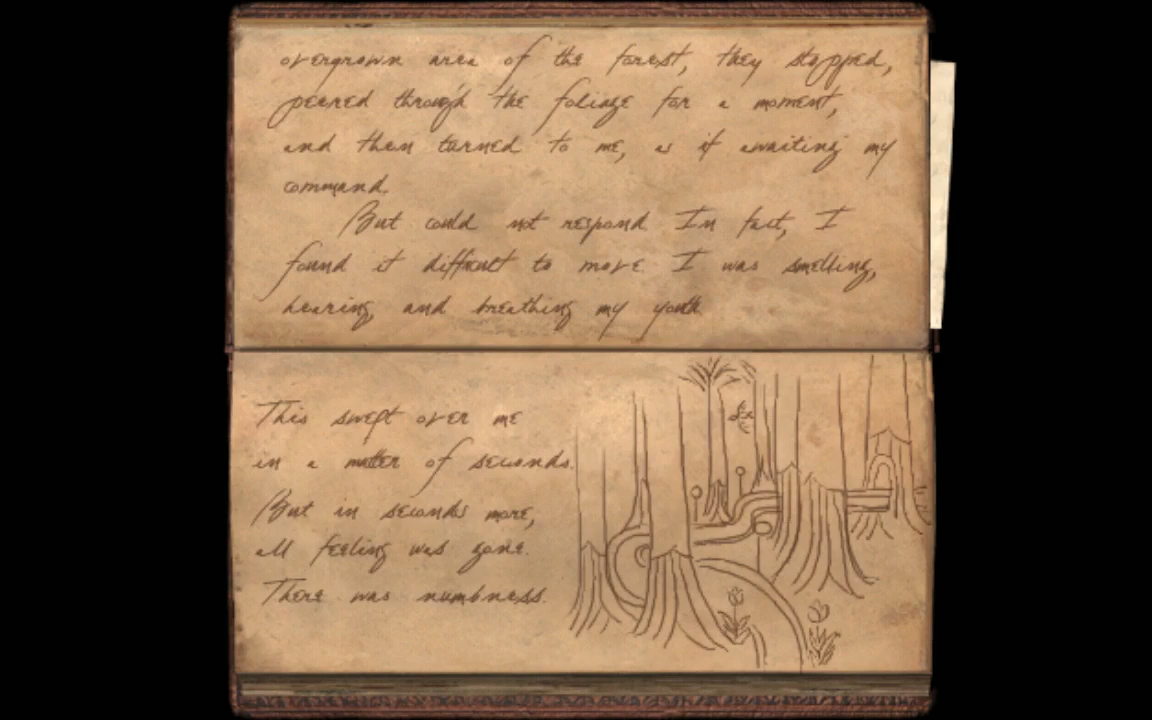 overgrown area of the forest, they stopped,
peered through the foliage for a moment,
and then turned to me, as if awaiting my
command.
But could not respond. In fact, I
found it difficult to move. I was smelling,
hearing, and breathing my youth.
This swept over me
in a matter of seconds.
But in seconds more,
all feeling was gone.
There was numbness.